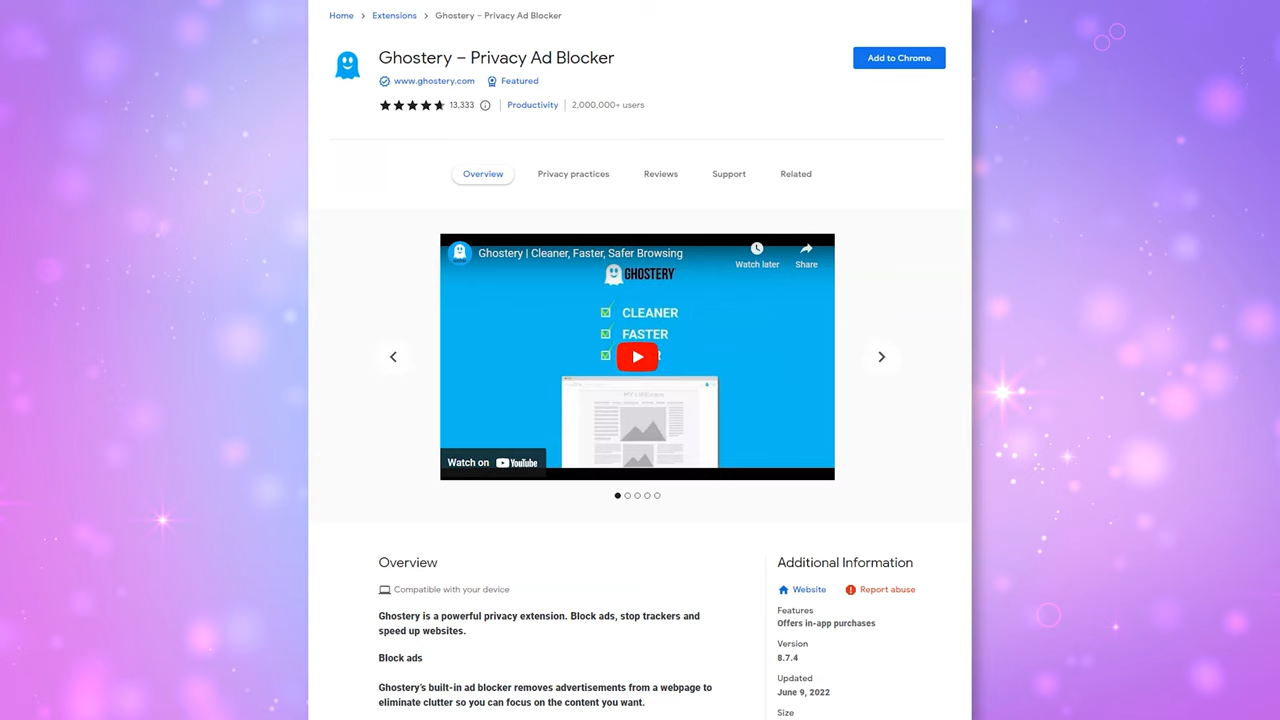 Home > Extensions > Ghostery – Privacy Ad Blocker
Ghostery – Privacy Ad Blocker
Add to Chrome
www.ghostery.com Featured
13,333 Productivity 2,000,000+ users
Overview Privacy practices Reviews Support Related
Ghostery | Cleaner, Faster, Safer Browsing
Watch later Share
GHOSTERY
CLEANER
FASTER
MY LIFE
Watch on YouTube
Overview
Compatible with your device
Ghostery is a powerful privacy extension. Block ads, stop trackers and
speed up websites.
Block ads
Ghostery's built-in ad blocker removes advertisements from a webpage to
eliminate clutter so you can focus on the content you want.
Additional Information
Website Report abuse
Features
Offers in-app purchases
Version
8.7.4
Updated
June 9, 2022
Size